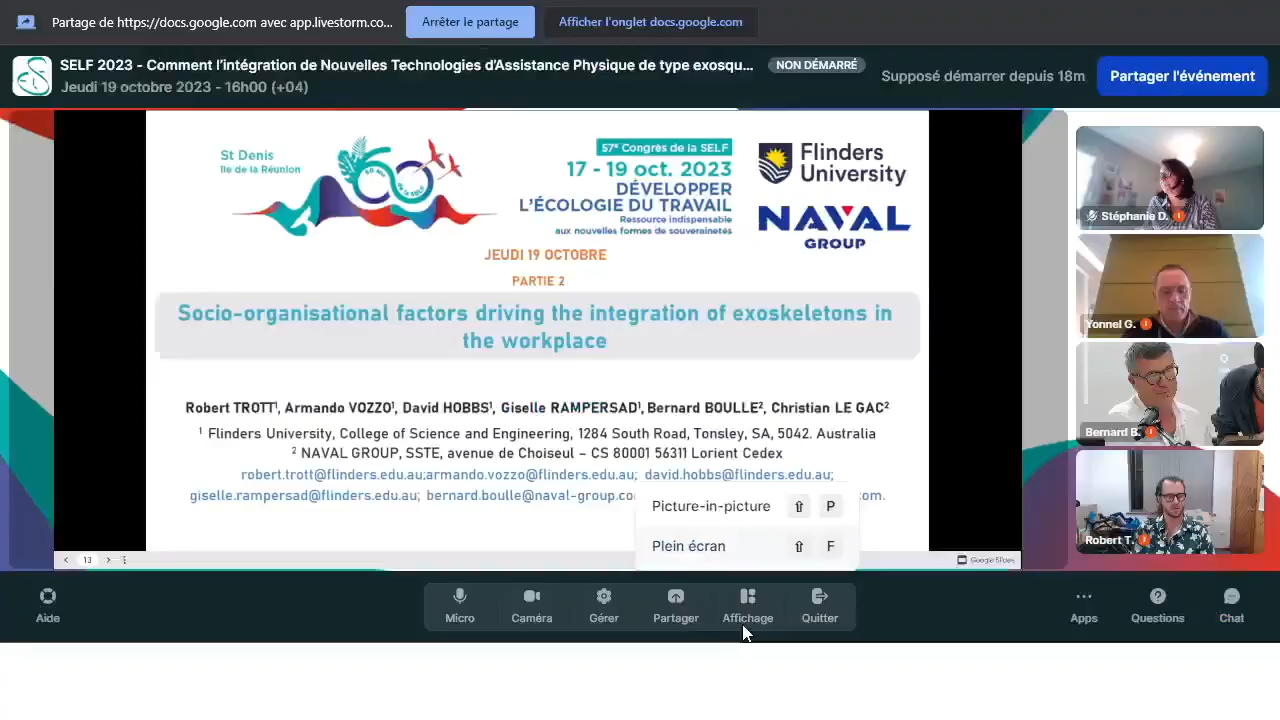 Partage de https://docs.google.com avec app.livestorm.co...
Arrêter le partage
Afficher l'onglet docs.google.com
SELF 2023 - Comment l'intégration de Nouvelles Technologies d'Assistance Physique de type exosqu...
NON DÉMARRÉ
Jeudi 19 octobre 2023 - 16h00 (+04)
Supposé démarrer depuis 18m
Partager l'événement
St Denis
Ile de la Réunion
57e Congrès de la SELF
17 - 19 oct. 2023
DÉVELOPPER
L'ÉCOLOGIE DU TRAVAIL
Ressource indispensable
aux nouvelles formes de souverainetés
Flinders
University
NAVAL
GROUP
JEUDI 19 OCTOBRE
PARTIE 2
Socio-organisational factors driving the integration of exoskeletons in
the workplace
Robert TROTT¹, Armando VOZZO¹, David HOBBS¹, Giselle RAMPERSAD¹, Bernard BOULLE², Christian LE GAC²
¹ Flinders University, College of Science and Engineering, 1284 South Road, Tonsley, SA, 5042. Australia
² NAVAL GROUP, SSTE, avenue de Choiseul – CS 80001 56311 Lorient Cedex
robert.trott@flinders.edu.au;armando.vozzo@flinders.edu.au; david.hobbs@flinders.edu.au;
giselle.rampersad@flinders.edu.au; bernard.boulle@naval-group.co
com.
Picture-in-picture ⇧ P
Plein écran ⇧ F
13
Google Slides
Stéphanie D.
Yonnel G.
Bernard B.
Robert T.
Aide
Micro
Caméra
Gérer
Partager
Affichage
Quitter
Apps
Questions
Chat